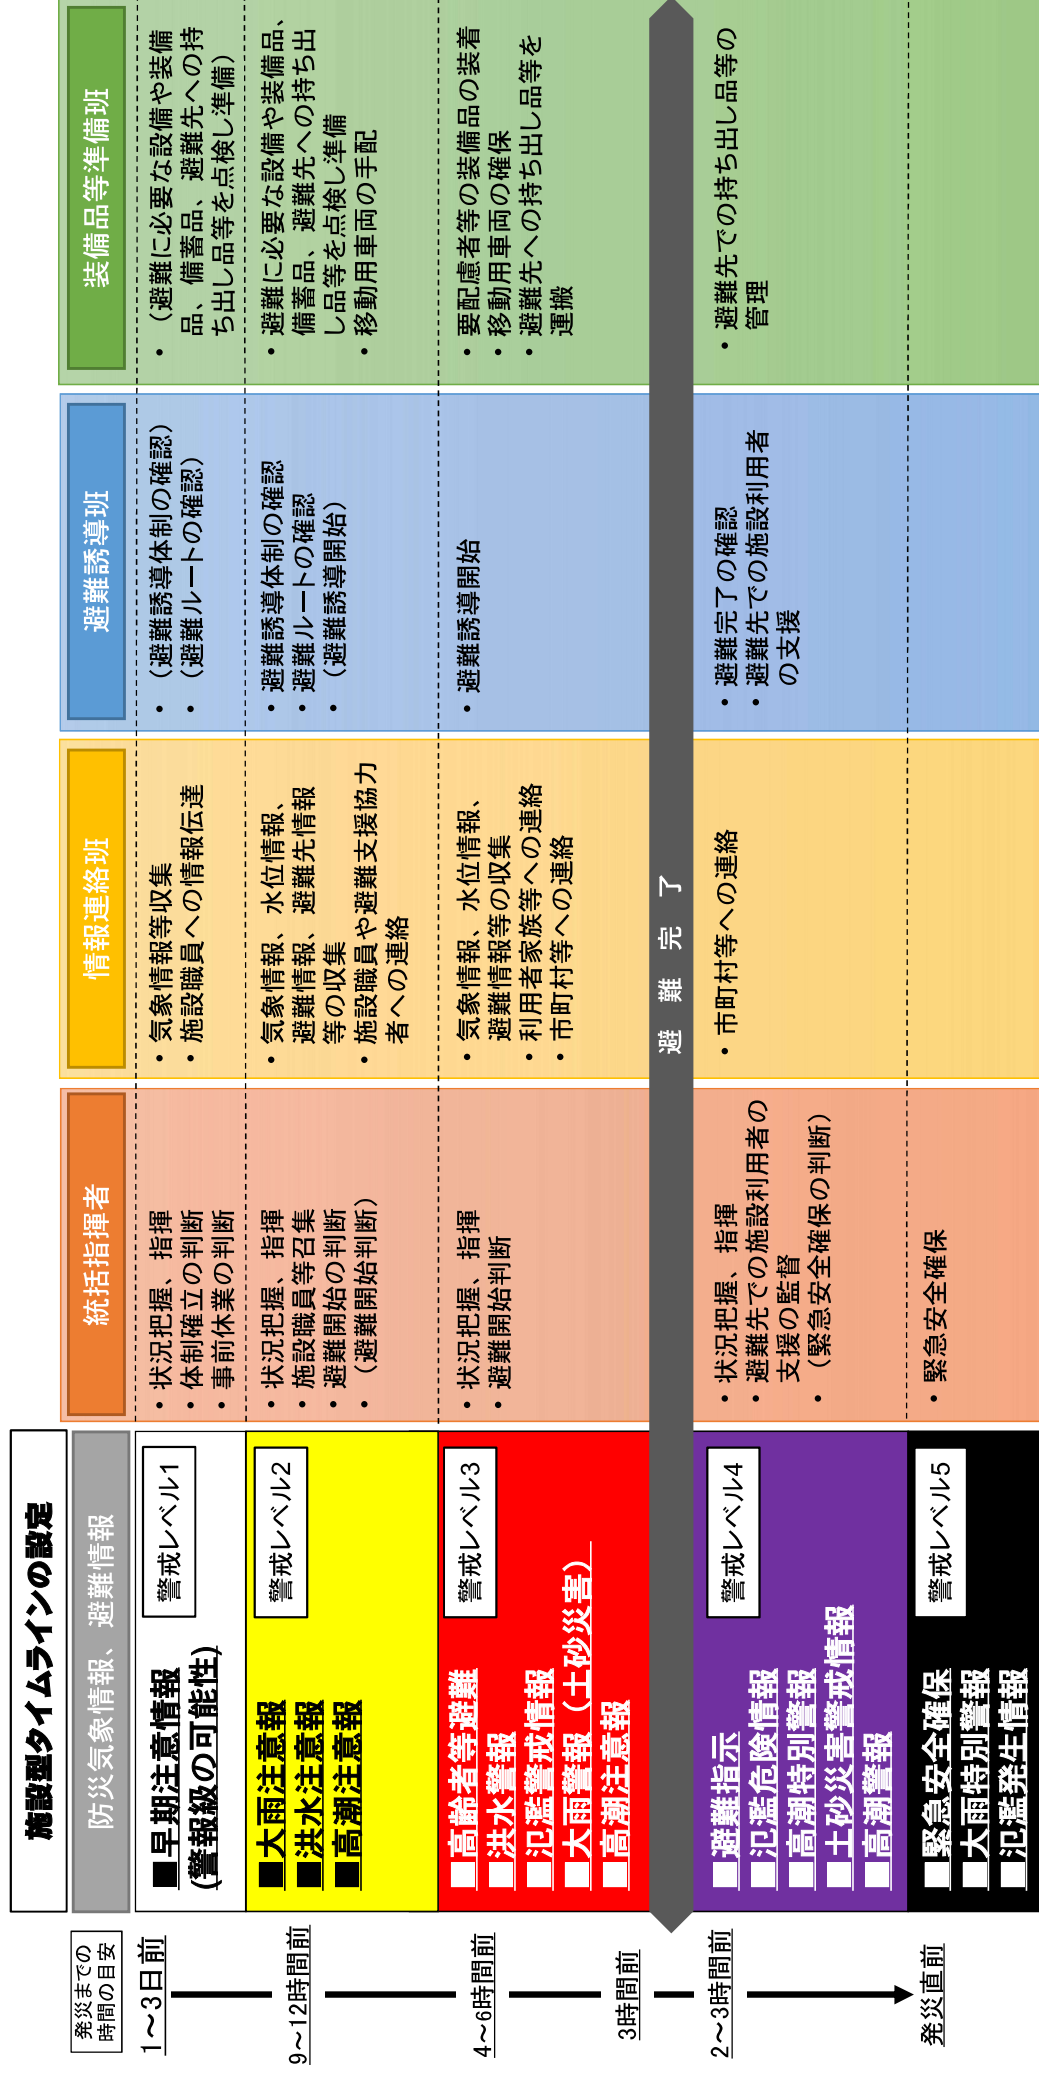 施設型タイムラインの設定
発災までの
時間の目安
防災気象情報、避難情報
統括指揮者
情報連絡班
避難誘導班
装備品等準備班
1～3日前
■早期注意情報
(警報級の可能性)
警戒レベル1
・状況把握、指揮
・体制確立の判断
・事前休業の判断
・気象情報等収集
・施設職員への情報伝達
・（避難誘導体制の確認）
・（避難ルートの確認）
・（避難に必要な設備や装備
品、備蓄品、避難先への持
ち出し品等を点検し準備）
9～12時間前
■大雨注意報
■洪水注意報
■高潮注意報
警戒レベル2
・状況把握、指揮
・施設職員等召集
・避難開始の判断
・（避難開始判断）
・気象情報、水位情報、
避難情報、避難先情報
等の収集
・施設職員や避難支援協力
者への連絡
・避難誘導体制の確認
・避難ルートの確認
・（避難誘導開始）
・避難に必要な設備や装備品、
備蓄品、避難先への持ち出
し品等を点検し準備
・移動用車両の手配
4～6時間前
■高齢者等避難
■洪水警報
■氾濫警戒情報
■大雨警報（土砂災害）
■高潮注意報
警戒レベル3
・状況把握、指揮
・避難開始判断
・気象情報、水位情報、
避難情報等の収集
・利用者家族等への連絡
・市町村等への連絡
・避難誘導開始
・要配慮者等の装備品の装着
・移動用車両の確保
・避難先への持ち出し品等を
運搬
3時間前
避難完了
2～3時間前
■避難指示
■氾濫危険情報
■高潮特別警報
■土砂災害警戒情報
■高潮警報
警戒レベル4
・状況把握、指揮
・避難先での施設利用者の
支援の監督
・（緊急安全確保の判断）
・市町村等への連絡
・避難完了の確認
・避難先での施設利用者
の支援
・避難先での持ち出し品等の
管理
発災直前
■緊急安全確保
■大雨特別警報
■氾濫発生情報
警戒レベル5
・緊急安全確保